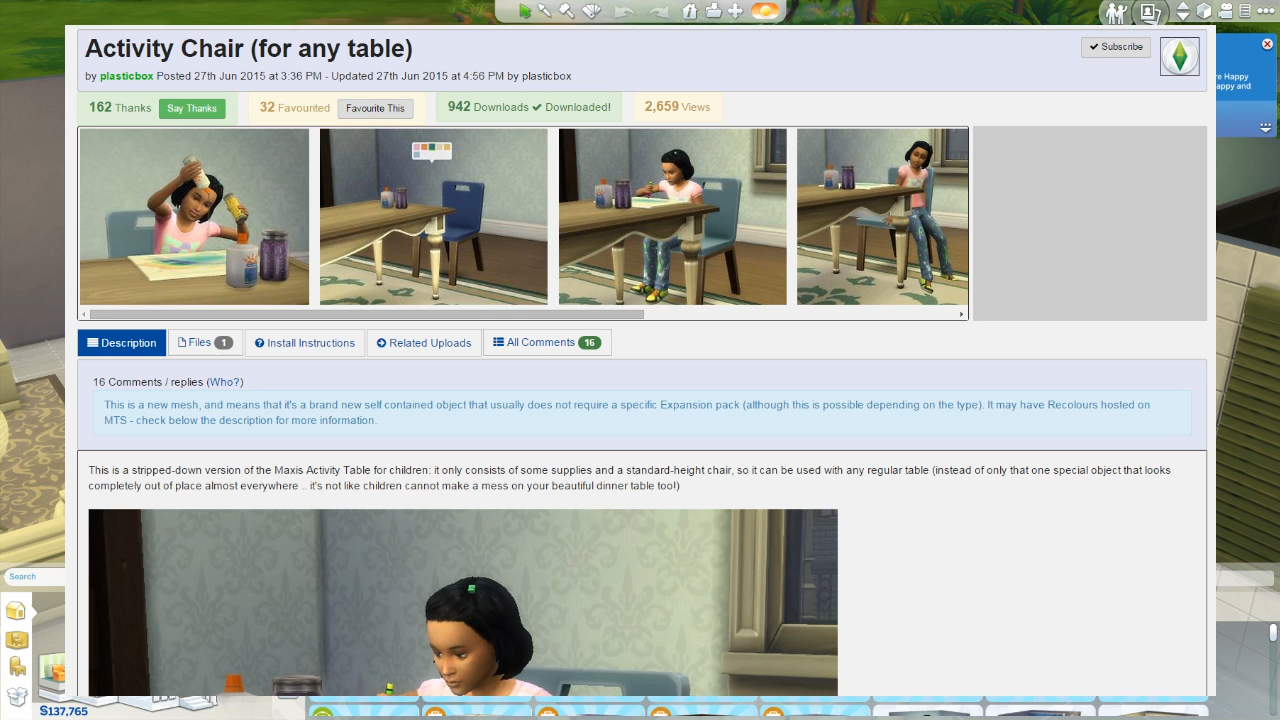 Activity Chair (for any table)
Subscribe
by plasticbox Posted 27th Jun 2015 at 3:36 PM - Updated 27th Jun 2015 at 4:56 PM by plasticbox
re Happy
appy and
162 Thanks Say Thanks 32 Favourited Favourite This 942 Downloads Downloaded! 2,659 Views
Description Files 1 Install Instructions Related Uploads All Comments 16
16 Comments / replies (Who?)
This is a new mesh, and means that it's a brand new self contained object that usually does not require a specific Expansion pack (although this is possible depending on the type). It may have Recolours hosted on
MTS - check below the description for more information.
This is a stripped-down version of the Maxis Activity Table for children: it only consists of some supplies and a standard-height chair, so it can be used with any regular table (instead of only that one special object that looks
completely out of place almost everywhere .. it's not like children cannot make a mess on your beautiful dinner table too!)
Search
§137,765